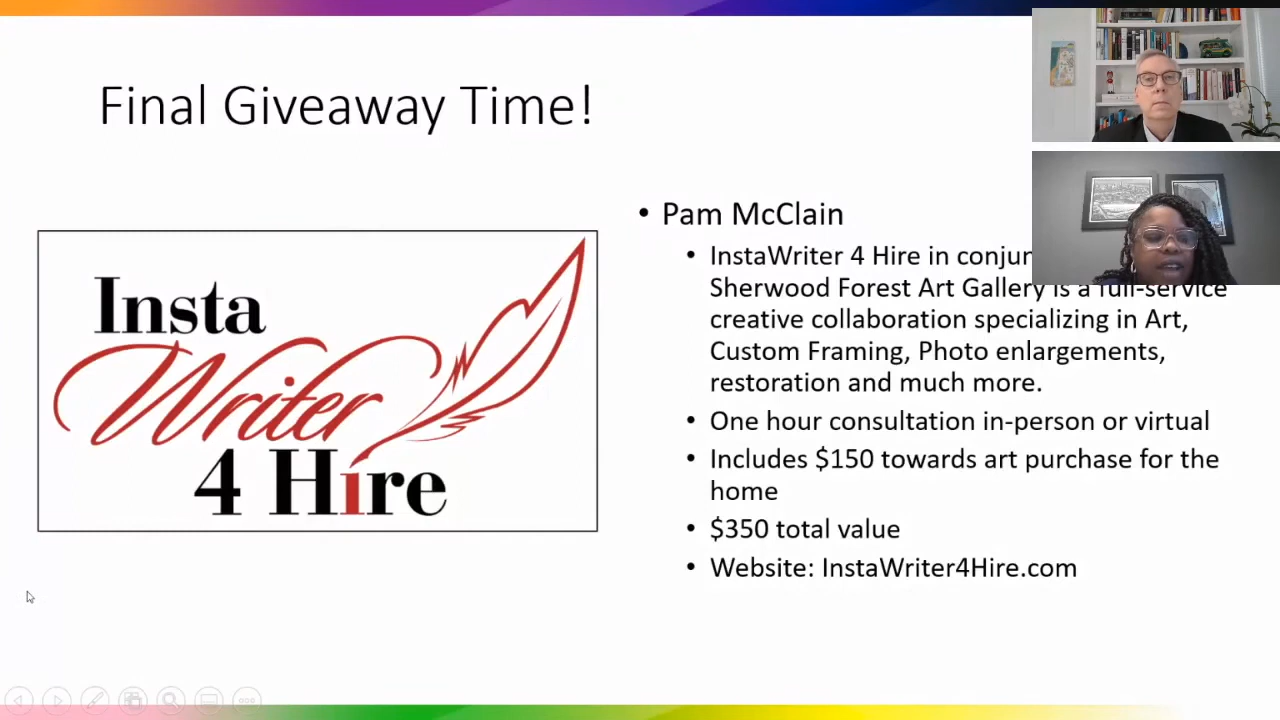 Final Giveaway Time!
Insta
Writer
4 Hire
• Pam McClain
• InstaWriter 4 Hire in
Sherwood Forest Art Gallery is a full-service
creative collaboration specializing in Art,
Custom Framing, Photo enlargements,
restoration and much more.
• One hour consultation in-person or virtual
• Includes $150 towards art purchase for the
home
• $350 total value
• Website: InstaWriter4Hire.com